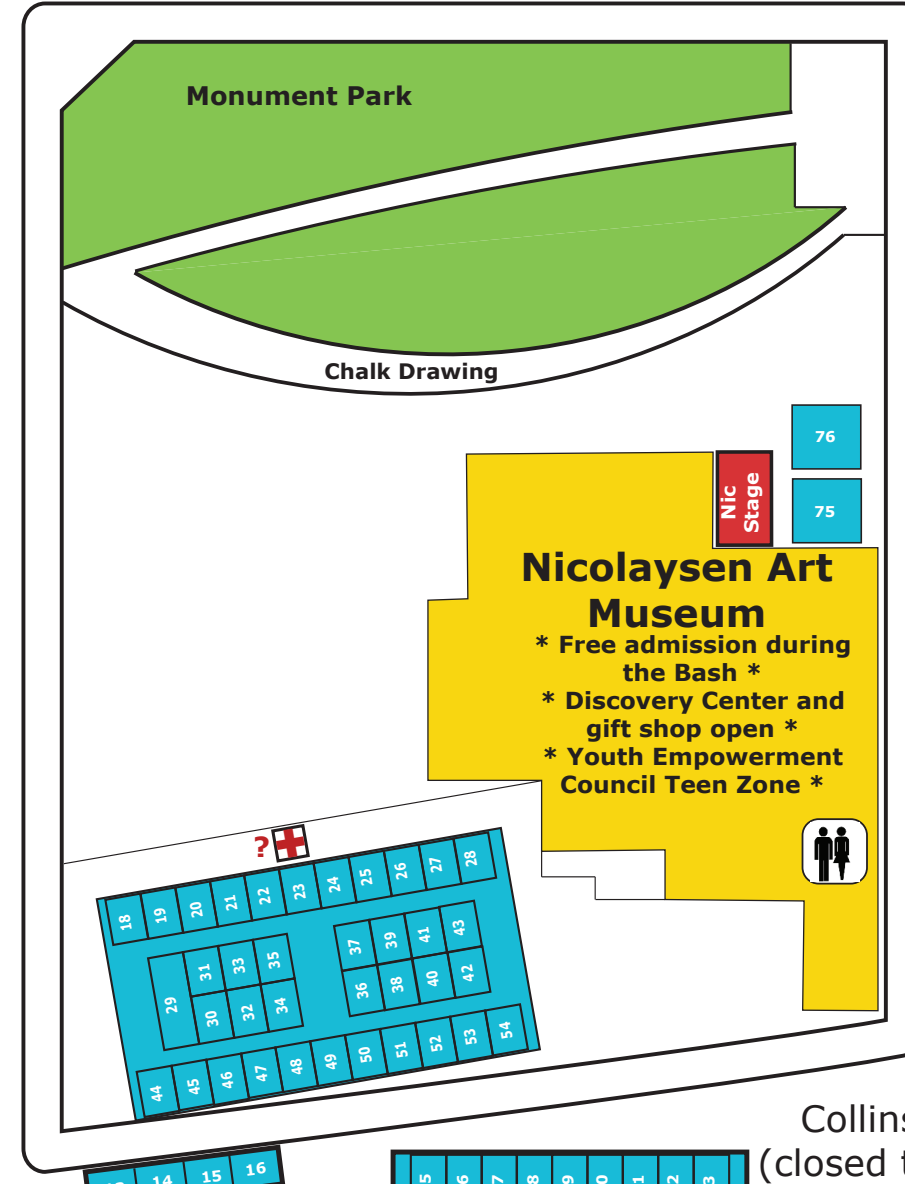 Monument Park
Chalk Drawing
76
75
Nic
Stage
Nicolaysen Art
Museum
* Free admission during
the Bash *
* Discovery Center and
gift shop open *
* Youth Empowerment
Council Teen Zone *
?
18 19 20 21 22 23 24 25 26 27 28
29
31 33 35
30 32 34
37 39 41 43
36 38 40 42
44 45 46 47 48 49 50 51 52 53 54
14 15 16
Collins
(closed t